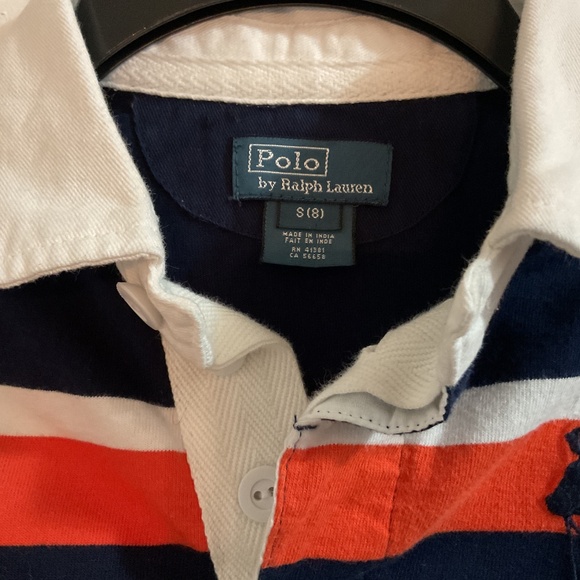 Polo
by Ralph Lauren
S (8)
MADE IN INDIA
FAIT EN INDE
RN 41381
CA 56658